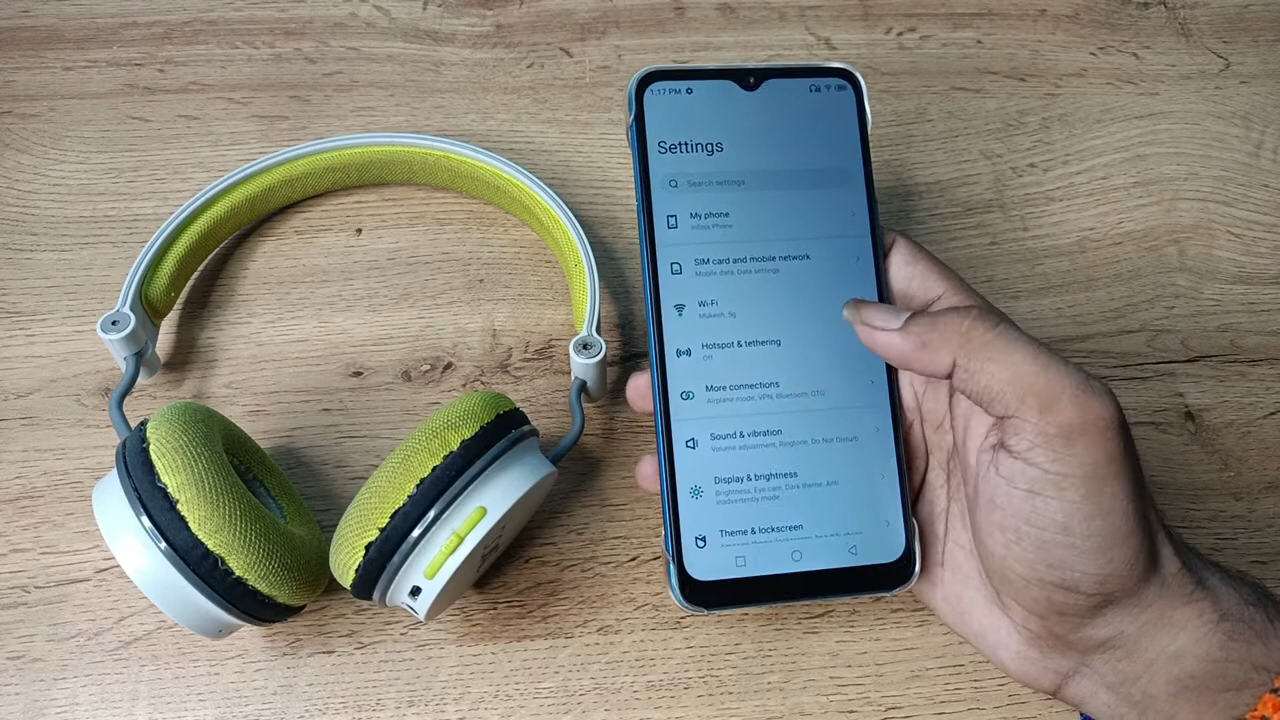 1:17 PM
Settings
Search settings
My phone
Infinix Phone
SIM card and mobile network
Mobile data, Data settings
Wi-Fi
Mukesh_5g
Hotspot & tethering
Off
More connections
Airplane mode, VPN, Bluetooth, OTG
Sound & vibration
Volume adjustment, Ringtone, Do Not Disturb
Display & brightness
Brightness, Eye care, Dark theme, Anti
inadvertently mode
Theme & lockscreen